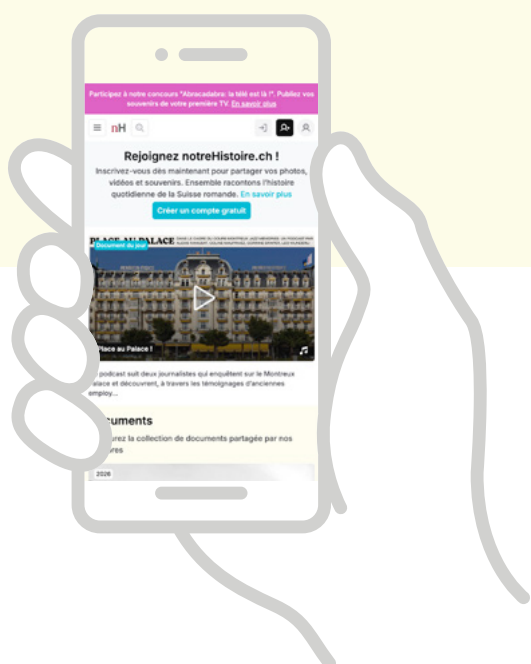 Participez à notre concours "Abracadabra: la télé est là !". Publiez vos
souvenirs de votre première TV. En savoir plus
nH
Rejoignez notreHistoire.ch !
Inscrivez-vous dès maintenant pour partager vos photos,
vidéos et souvenirs. Ensemble racontons l'histoire
quotidienne de la Suisse romande. En savoir plus
Créer un compte gratuit
PLACE AU PALACE
Document du jour
Place au Palace !
podcast suit deux journalistes qui enquêtent sur le Montreux
alace et découvrent, à travers les témoignages d'anciennes
employ...
uments
urez la collection de documents partagée par nos
res
2026